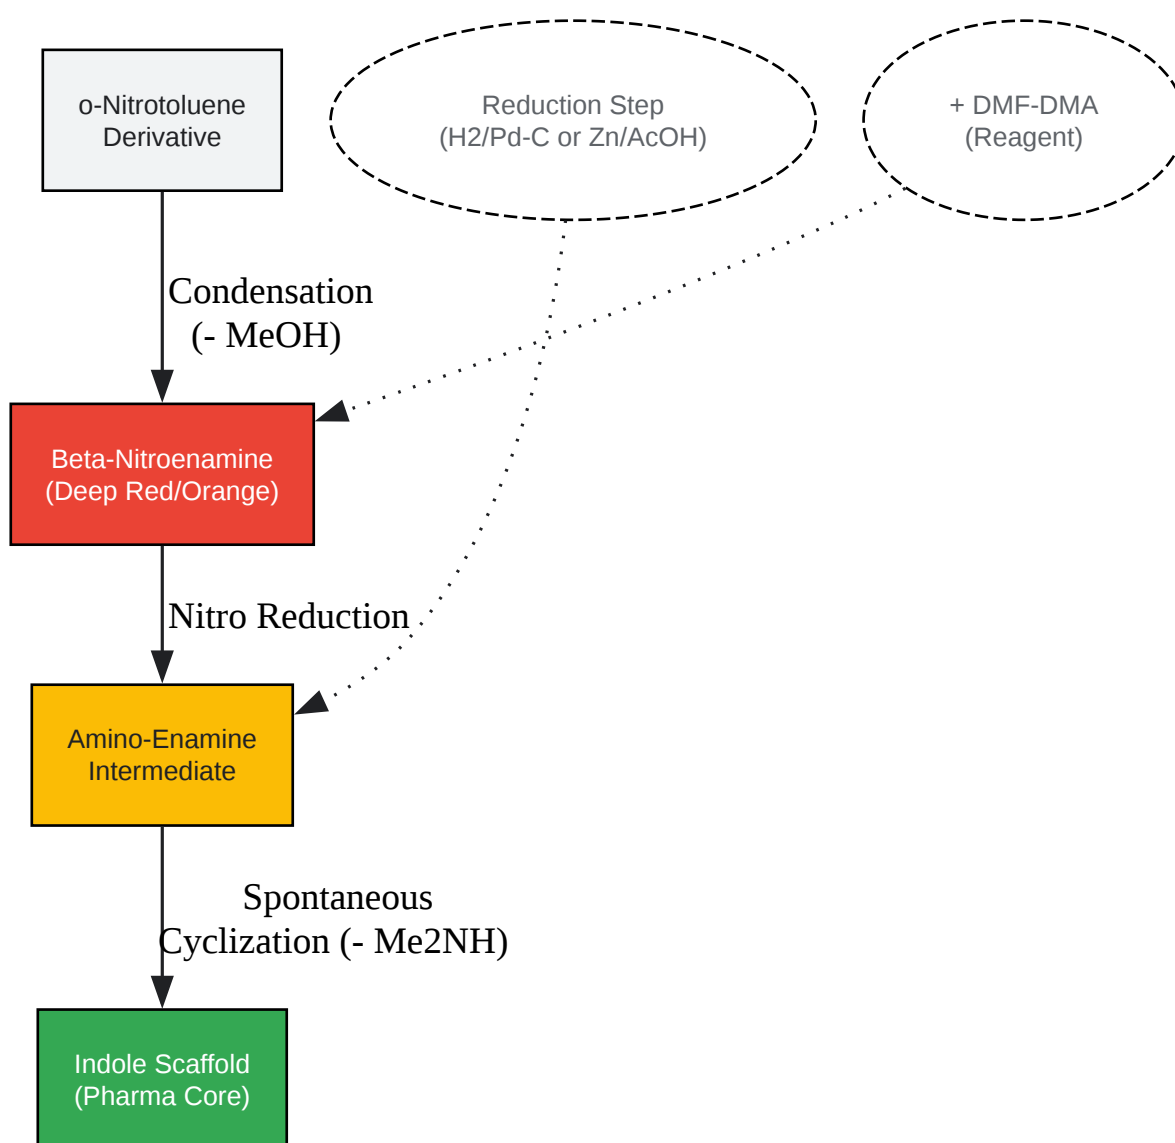 o-Nitrotoluene
Derivative
Reduction Step
(H2/Pd-C or Zn/AcOH)
+ DMF-DMA
(Reagent)
Condensation
(- MeOH)
Beta-Nitroenamine
(Deep Red/Orange)
Nitro Reduction
Amino-Enamine
Intermediate
Spontaneous
Cyclization (- Me2NH)
Indole Scaffold
(Pharma Core)